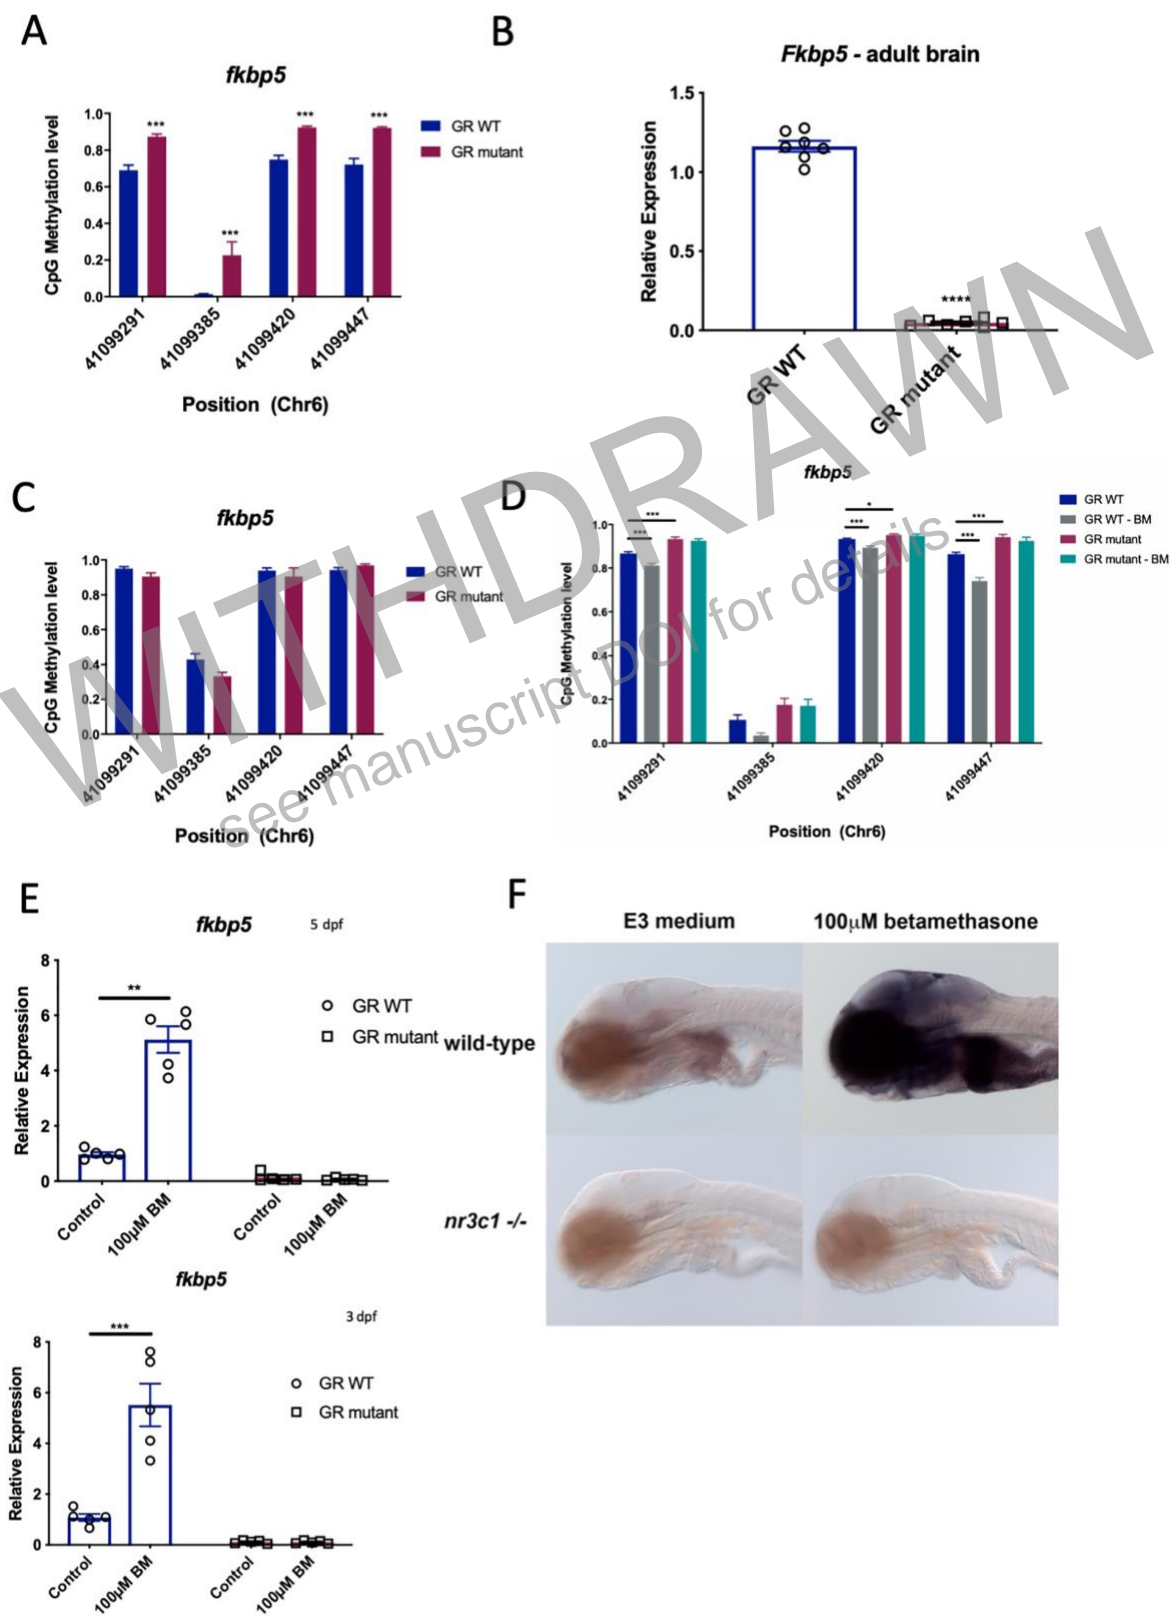 A
fkbp5
CpG Methylation level
1.0
0.8
0.6
0.4
0.2
0.0
***
***
***
***
GR WT
GR mutant
41099291
41099385
41099420
41099447
Position (Chr6)
B
Fkbp5 - adult brain
Relative Expression
1.5
1.0
0.5
0.0
****
GR WT
GR mutant
C
fkbp5
CpG Methylation level
1.0
0.8
0.6
0.4
0.2
0.0
GR WT
GR mutant
41099291
41099385
41099420
41099447
Position (Chr6)
D
fkbp5
CpG Methylation level
1.0
0.8
0.6
0.4
0.2
0.0
***
***
*
***
***
***
GR WT
GR WT - BM
GR mutant
GR mutant - BM
41099291
41099385
41099420
41099447
Position (Chr6)
WITHDRAWN
see manuscript DOI for details
E
fkbp5
5 dpf
Relative Expression
8
6
4
2
0
**
GR WT
GR mutant
Control
100µM BM
Control
100µM BM
fkbp5
3 dpf
Relative Expression
8
6
4
2
0
***
GR WT
GR mutant
Control
100µM BM
Control
100µM BM
F
E3 medium
100µM betamethasone
wild-type
nr3c1 -/-